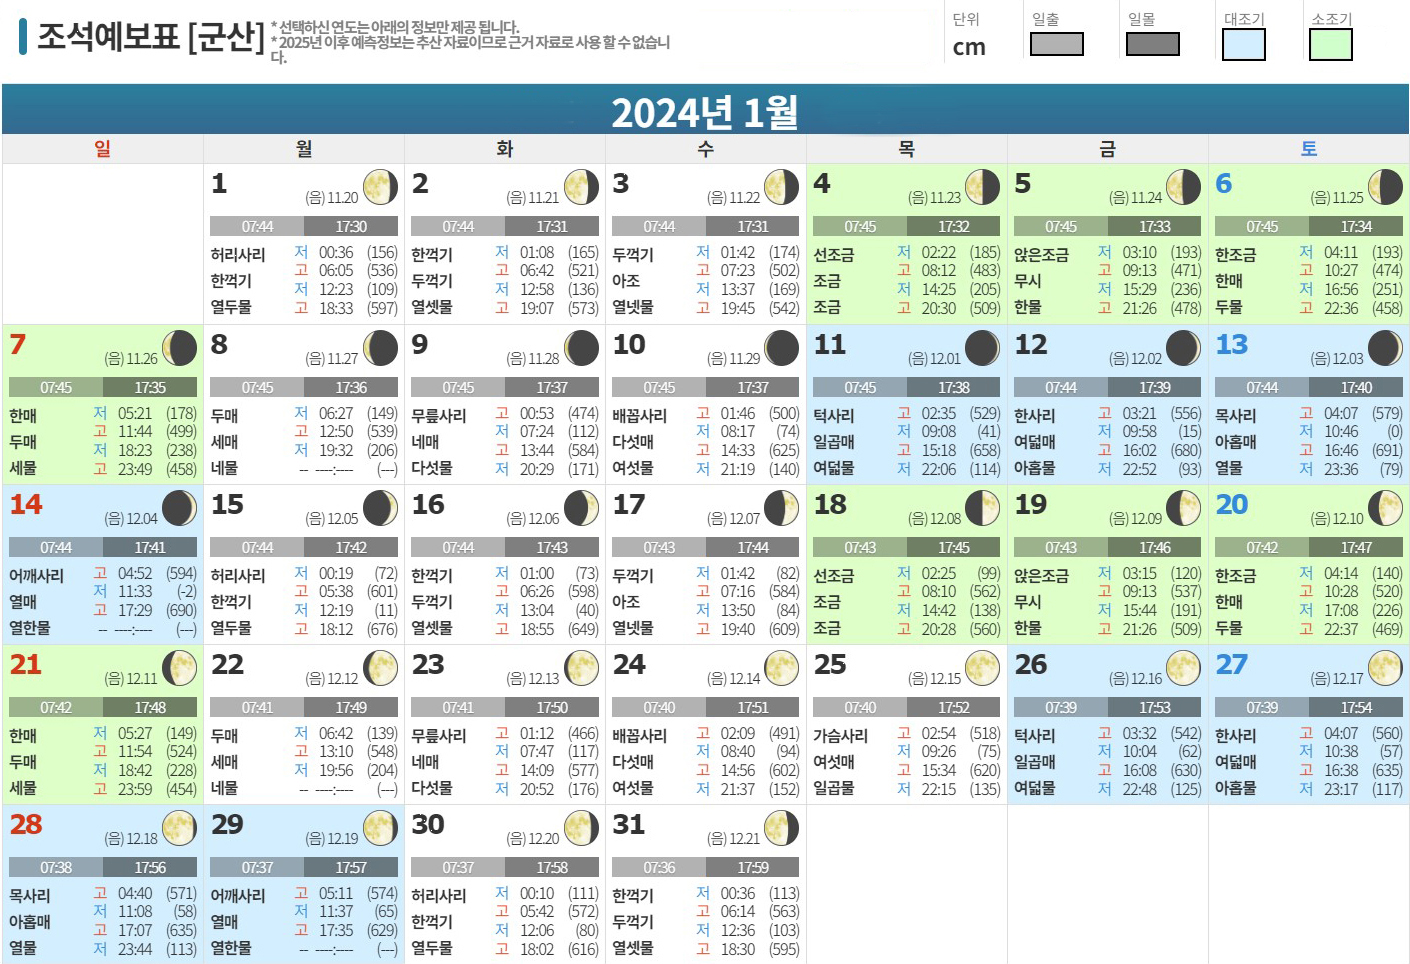 조석예보표 [군산]
* 선택하신 연도는 아래의 정보만 제공 됩니다.
* 2025년 이후 예측정보는 추산 자료이므로 근거 자료로 사용 할 수 없습니
다.
단위 일출 일몰 대조기 소조기
cm
2024년 1월
일 월 화 수 목 금 토
1 (음) 11.20
07:44 17:30
허리사리 저 00:36 (156)
고 06:05 (536)
한꺽기 저 12:23 (109)
열두물 고 18:33 (597)
2 (음) 11.21
07:44 17:31
한꺽기 저 01:08 (165)
고 06:42 (521)
두꺽기 저 12:58 (136)
열셋물 고 19:07 (573)
3 (음) 11.22
07:44 17:31
두꺽기 저 01:42 (174)
고 07:23 (502)
아조 저 13:37 (169)
열넷물 고 19:45 (542)
4 (음) 11.23
07:45 17:32
선조금 저 02:22 (185)
고 08:12 (483)
조금 저 14:25 (205)
조금 고 20:30 (509)
5 (음) 11.24
07:45 17:33
앉은조금 저 03:10 (193)
고 09:13 (471)
무시 저 15:29 (236)
한물 고 21:26 (478)
6 (음) 11.25
07:45 17:34
한조금 저 04:11 (193)
고 10:27 (474)
한매 저 16:56 (251)
두물 고 22:36 (458)
7 (음) 11.26
07:45 17:35
한매 저 05:21 (178)
고 11:44 (499)
두매 저 18:23 (238)
세물 고 23:49 (458)
8 (음) 11.27
07:45 17:36
두매 저 06:27 (149)
고 12:50 (539)
세매 저 19:32 (206)
네물 -- ----:---- (---)
9 (음) 11.28
07:45 17:37
무릎사리 고 00:53 (474)
저 07:24 (112)
네매 고 13:44 (584)
다섯물 저 20:29 (171)
10 (음) 11.29
07:45 17:37
배꼽사리 고 01:46 (500)
저 08:17 (74)
다섯매 고 14:33 (625)
여섯물 저 21:19 (140)
11 (음) 12.01
07:45 17:38
턱사리 고 02:35 (529)
저 09:08 (41)
일곱매 고 15:18 (658)
여덟물 저 22:06 (114)
12 (음) 12.02
07:44 17:39
한사리 고 03:21 (556)
저 09:58 (15)
여덟매 고 16:02 (680)
아홉물 저 22:52 (93)
13 (음) 12.03
07:44 17:40
목사리 고 04:07 (579)
저 10:46 (0)
아홉매 고 16:46 (691)
열물 저 23:36 (79)
14 (음) 12.04
07:44 17:41
어깨사리 고 04:52 (594)
저 11:33 (-2)
열매 고 17:29 (690)
열한물 -- ----:---- (---)
15 (음) 12.05
07:44 17:42
허리사리 저 00:19 (72)
고 05:38 (601)
한꺽기 저 12:19 (11)
열두물 고 18:12 (676)
16 (음) 12.06
07:44 17:43
한꺽기 저 01:00 (73)
고 06:26 (598)
두꺽기 저 13:04 (40)
열셋물 고 18:55 (649)
17 (음) 12.07
07:43 17:44
두꺽기 저 01:42 (82)
고 07:16 (584)
아조 저 13:50 (84)
열넷물 고 19:40 (609)
18 (음) 12.08
07:43 17:45
선조금 저 02:25 (99)
고 08:10 (562)
조금 저 14:42 (138)
조금 고 20:28 (560)
19 (음) 12.09
07:43 17:46
앉은조금 저 03:15 (120)
고 09:13 (537)
무시 저 15:44 (191)
한물 고 21:26 (509)
20 (음) 12.10
07:42 17:47
한조금 저 04:14 (140)
고 10:28 (520)
한매 저 17:08 (226)
두물 고 22:37 (469)
21 (음) 12.11
07:42 17:48
한매 저 05:27 (149)
고 11:54 (524)
두매 저 18:42 (228)
세물 고 23:59 (454)
22 (음) 12.12
07:41 17:49
두매 저 06:42 (139)
고 13:10 (548)
세매 저 19:56 (204)
네물 -- ----:---- (---)
23 (음) 12.13
07:41 17:50
무릎사리 고 01:12 (466)
저 07:47 (117)
네매 고 14:09 (577)
다섯물 저 20:52 (176)
24 (음) 12.14
07:40 17:51
배꼽사리 고 02:09 (491)
저 08:40 (94)
다섯매 고 14:56 (602)
여섯물 저 21:37 (152)
25 (음) 12.15
07:40 17:52
가슴사리 고 02:54 (518)
저 09:26 (75)
여섯매 고 15:34 (620)
일곱물 저 22:15 (135)
26 (음) 12.16
07:39 17:53
턱사리 고 03:32 (542)
저 10:04 (62)
일곱매 고 16:08 (630)
여덟물 저 22:48 (125)
27 (음) 12.17
07:39 17:54
한사리 고 04:07 (560)
저 10:38 (57)
여덟매 고 16:38 (635)
아홉물 저 23:17 (117)
28 (음) 12.18
07:38 17:56
목사리 고 04:40 (571)
저 11:08 (58)
아홉매 고 17:07 (635)
열물 저 23:44 (113)
29 (음) 12.19
07:37 17:57
어깨사리 고 05:11 (574)
저 11:37 (65)
열매 고 17:35 (629)
열한물 -- ----:---- (---)
30 (음) 12.20
07:37 17:58
허리사리 저 00:10 (111)
고 05:42 (572)
한꺽기 저 12:06 (80)
열두물 고 18:02 (616)
31 (음) 12.21
07:36 17:59
한꺽기 저 00:36 (113)
고 06:14 (563)
두꺽기 저 12:36 (103)
열셋물 고 18:30 (595)